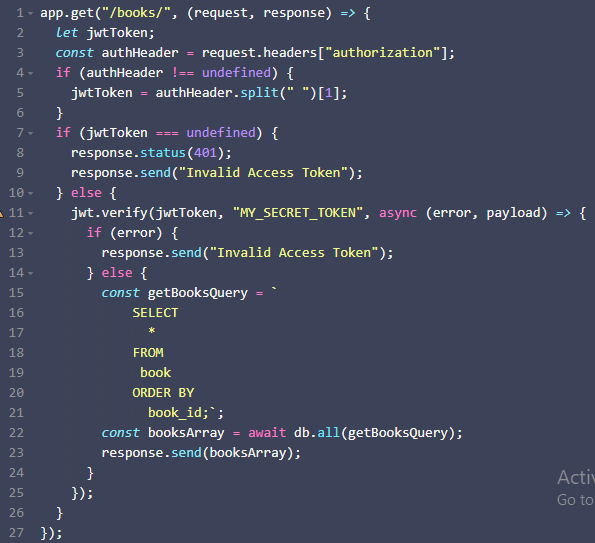 1 app.get("/books/", (request, response) => {
2 let jwtToken;
3 const authHeader = request.headers["authorization"];
4 if (authHeader !== undefined) {
5 jwtToken = authHeader.split(" ")[1];
6 }
7 if (jwtToken === undefined) {
8 response.status(401);
9 response.send("Invalid Access Token");
10 } else {
11 jwt.verify(jwtToken, "MY_SECRET_TOKEN", async (error, payload) => {
12 if (error) {
13 response.send("Invalid Access Token");
14 } else {
15 const getBooksQuery = `
16 SELECT
17 *
18 FROM
19 book
20 ORDER BY
21 book_id;`;
22 const booksArray = await db.all(getBooksQuery);
23 response.send(booksArray);
24 }
25 });
26 }
27 });
Activ
Go to